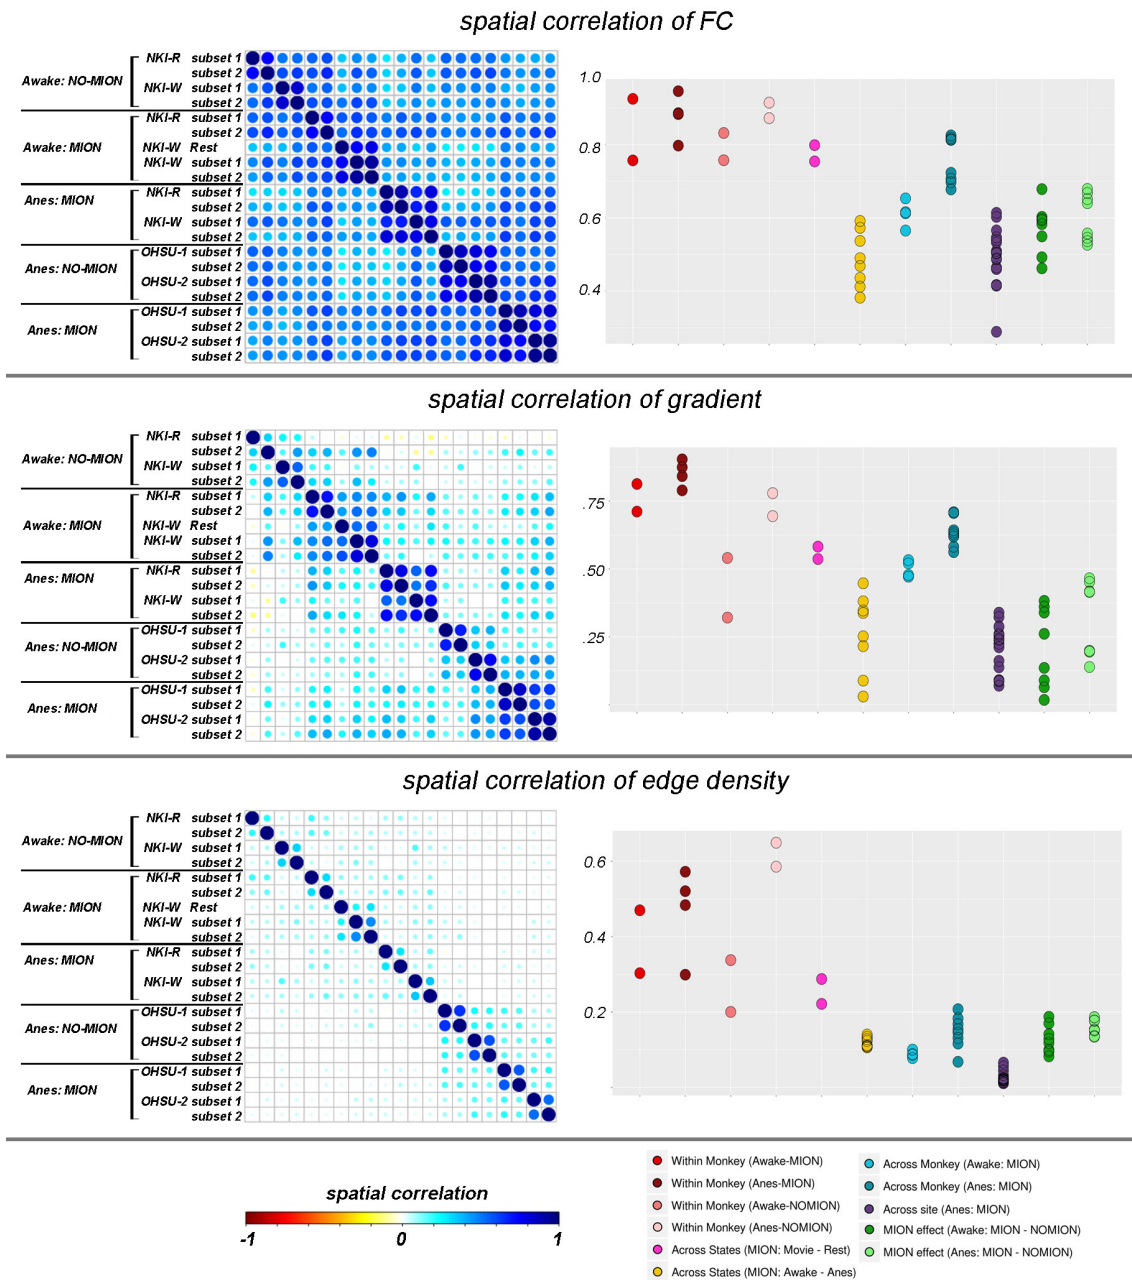 spatial correlation of FC
Awake: NO-MION
NKI-R subset 1
subset 2
NKI-W subset 1
subset 2
Awake: MION
NKI-R subset 1
subset 2
NKI-W Rest
NKI-W subset 1
subset 2
Anes: MION
NKI-R subset 1
subset 2
NKI-W subset 1
subset 2
Anes: NO-MION
OHSU-1 subset 1
subset 2
OHSU-2 subset 1
subset 2
Anes: MION
OHSU-1 subset 1
subset 2
OHSU-2 subset 1
subset 2
1.0
0.8
0.6
0.4
spatial correlation of gradient
Awake: NO-MION
NKI-R subset 1
subset 2
NKI-W subset 1
subset 2
Awake: MION
NKI-R subset 1
subset 2
NKI-W Rest
NKI-W subset 1
subset 2
Anes: MION
NKI-R subset 1
subset 2
NKI-W subset 1
subset 2
Anes: NO-MION
OHSU-1 subset 1
subset 2
OHSU-2 subset 1
subset 2
Anes: MION
OHSU-1 subset 1
subset 2
OHSU-2 subset 1
subset 2
.75
.50
.25
spatial correlation of edge density
Awake: NO-MION
NKI-R subset 1
subset 2
NKI-W subset 1
subset 2
Awake: MION
NKI-R subset 1
subset 2
NKI-W Rest
NKI-W subset 1
subset 2
Anes: MION
NKI-R subset 1
subset 2
NKI-W subset 1
subset 2
Anes: NO-MION
OHSU-1 subset 1
subset 2
OHSU-2 subset 1
subset 2
Anes: MION
OHSU-1 subset 1
subset 2
OHSU-2 subset 1
subset 2
0.6
0.4
0.2
spatial correlation
-1 0 1
Within Monkey (Awake-MION)
Within Monkey (Anes-MION)
Within Monkey (Awake-NOMION)
Within Monkey (Anes-NOMION)
Across States (MION: Movie - Rest)
Across States (MION: Awake - Anes)
Across Monkey (Awake: MION)
Across Monkey (Anes: MION)
Across site (Anes: MION)
MION effect (Awake: MION - NOMION)
MION effect (Anes: MION - NOMION)